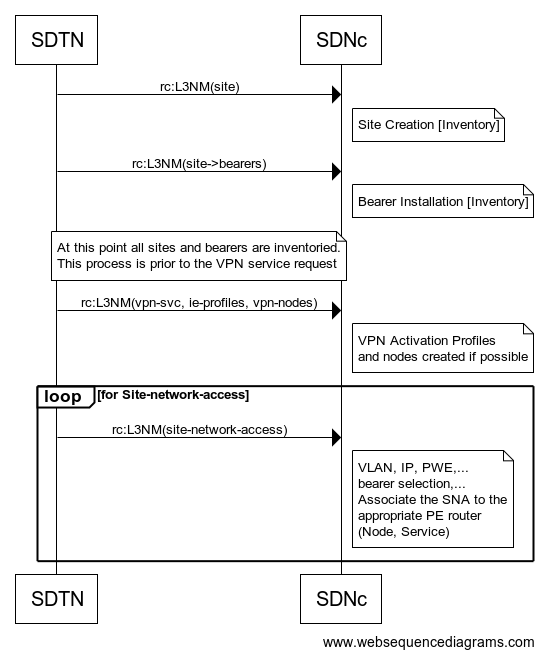 SDTN
SDNc
rc:L3NM(site)
Site Creation [Inventory]
rc:L3NM(site->bearers)
Bearer Installation [Inventory]
At this point all sites and bearers are inventoried.
This process is prior to the VPN service request
rc:L3NM(vpn-svc, ie-profiles, vpn-nodes)
VPN Activation Profiles
and nodes created if possible
loop
[for Site-network-access]
rc:L3NM(site-network-access)
VLAN, IP, PWE,...
bearer selection,...
Associate the SNA to the
appropriate PE router
(Node, Service)
SDTN
SDNc
www.websequencediagrams.com